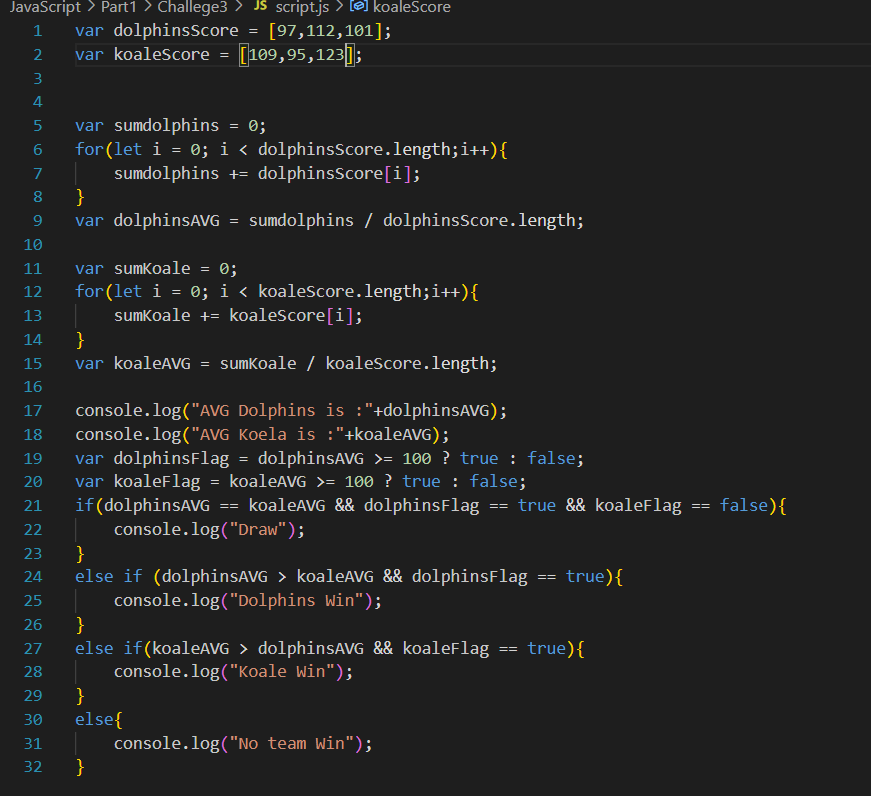 JavaScript > Part1 > Challege3 > JS script.js > koaleScore
1 var dolphinsScore = [97,112,101];
2 var koaleScore = [109,95,123];
3
4
5 var sumdolphins = 0;
6 for(let i = 0; i < dolphinsScore.length;i++){
7     sumdolphins += dolphinsScore[i];
8 }
9 var dolphinsAVG = sumdolphins / dolphinsScore.length;
10
11 var sumKoale = 0;
12 for(let i = 0; i < koaleScore.length;i++){
13     sumKoale += koaleScore[i];
14 }
15 var koaleAVG = sumKoale / koaleScore.length;
16
17 console.log("AVG Dolphins is :"+dolphinsAVG);
18 console.log("AVG Koela is :"+koaleAVG);
19 var dolphinsFlag = dolphinsAVG >= 100 ? true : false;
20 var koaleFlag = koaleAVG >= 100 ? true : false;
21 if(dolphinsAVG == koaleAVG && dolphinsFlag == true && koaleFlag == false){
22     console.log("Draw");
23 }
24 else if (dolphinsAVG > koaleAVG && dolphinsFlag == true){
25     console.log("Dolphins Win");
26 }
27 else if(koaleAVG > dolphinsAVG && koaleFlag == true){
28     console.log("Koale Win");
29 }
30 else{
31     console.log("No team Win");
32 }